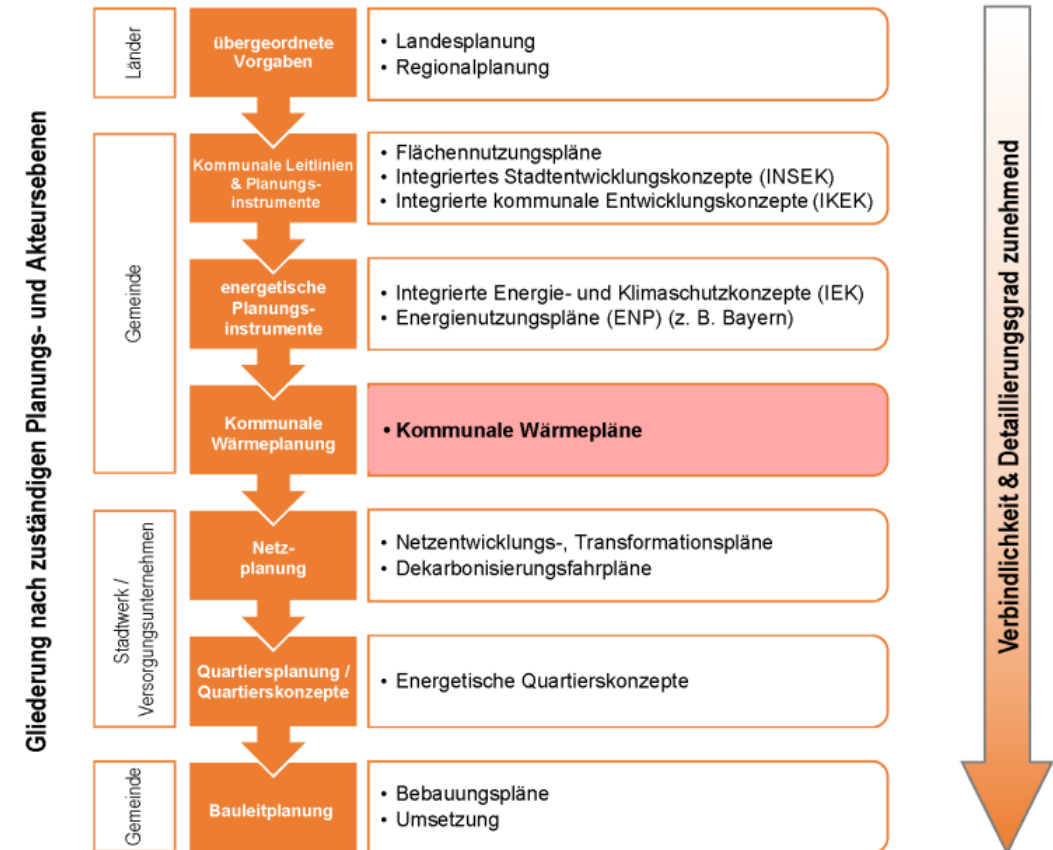 Gliederung nach zuständigen Planungs- und Akteursebenen
Länder
übergeordnete
Vorgaben
• Landesplanung
• Regionalplanung
Gemeinde
Kommunale Leitlinien
& Planungs-
instrumente
• Flächennutzungspläne
• Integriertes Stadtentwicklungskonzepte (INSEK)
• Integrierte kommunale Entwicklungskonzepte (IKEK)
energetische
Planungs-
instrumente
• Integrierte Energie- und Klimaschutzkonzepte (IEK)
• Energienutzungspläne (ENP) (z. B. Bayern)
Kommunale
Wärmeplanung
• Kommunale Wärmepläne
Stadtwerk /
Versorgungsunternehmen
Netz-
planung
• Netzentwicklungs-, Transformationspläne
• Dekarbonisierungsfahrpläne
Quartiersplanung /
Quartierskonzepte
• Energetische Quartierskonzepte
Gemeinde
Bauleitplanung
• Bebauungspläne
• Umsetzung
Verbindlichkeit & Detaillierungsgrad zunehmend